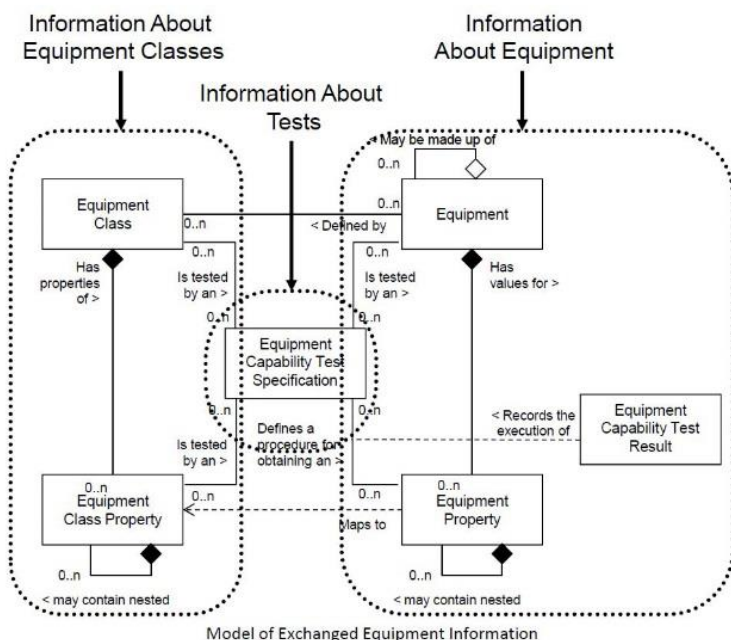 Information About
Equipment Classes
Information
About Equipment
Information About
Tests
< May be made up of
0..n
0..n
Equipment
Class
Equipment
0..n
< Defined by
0..n
0..n
Has
properties
of >
Is tested
by an >
Is tested
by an >
Has
values for >
0..n
0..n
Equipment
Capability Test
Specification
0..n
0..n
Is tested
by an >
Defines a
procedure for
obtaining an >
< Records the
execution of
Equipment
Capability Test
Result
0..n
0..n
0..n
0..n
Equipment
Class Property
Equipment
Property
Maps to
0..n
0..n
< may contain nested
< may contain nested
Model of Exchanged Equipment Information